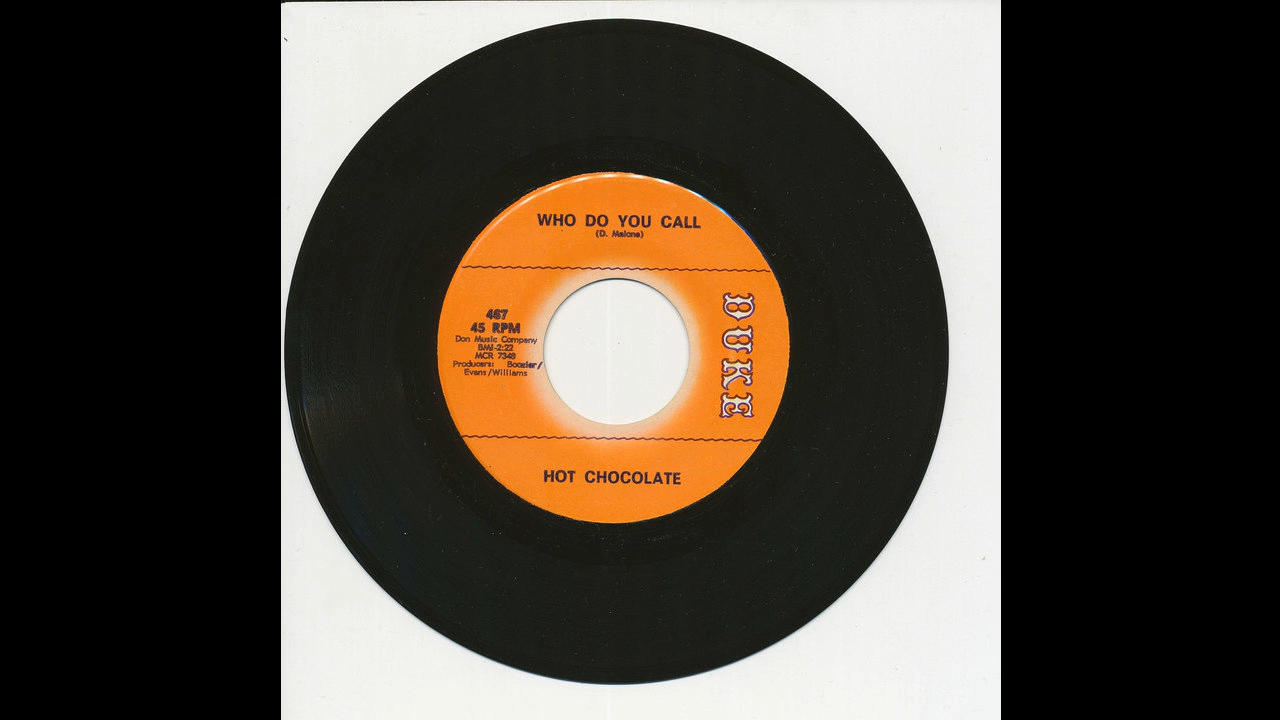 WHO DO YOU CALL
(D. Malone)
467
45 RPM
Don Music Company
BMI-2:22
MCR 7348
Producers: Boozier/
Evans/Williams
DUKE
HOT CHOCOLATE